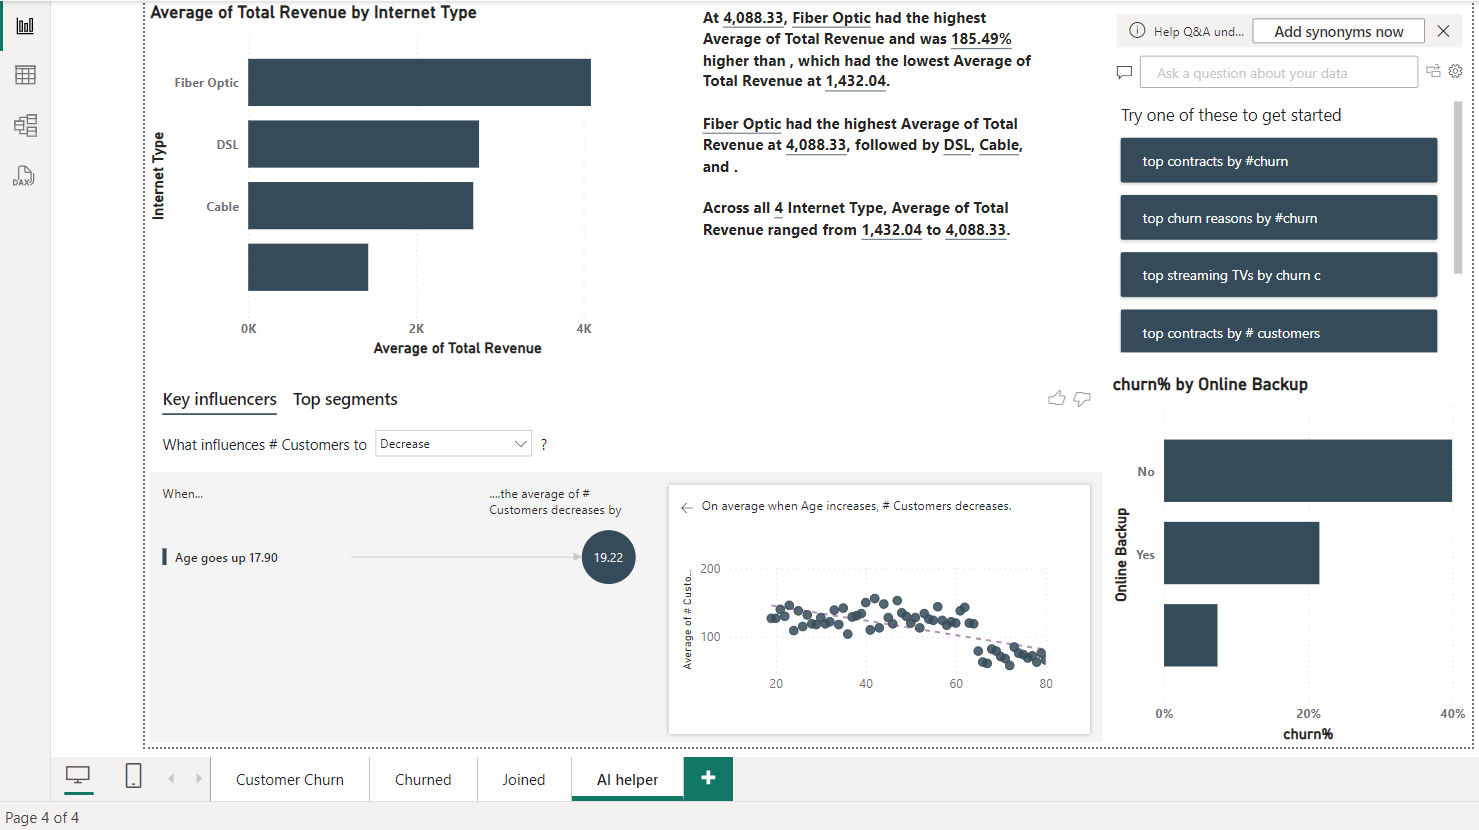 Average of Total Revenue by Internet Type
Internet Type
Fiber Optic
DSL
Cable
0K
2K
4K
Average of Total Revenue
At 4,088.33, Fiber Optic had the highest
Average of Total Revenue and was 185.49%
higher than , which had the lowest Average of
Total Revenue at 1,432.04.
Fiber Optic had the highest Average of Total
Revenue at 4,088.33, followed by DSL, Cable,
and .
Across all 4 Internet Type, Average of Total
Revenue ranged from 1,432.04 to 4,088.33.
Help Q&A und...
Add synonyms now
Ask a question about your data
Try one of these to get started
top contracts by #churn
top churn reasons by #churn
top streaming TVs by churn c
top contracts by # customers
Key influencers
Top segments
What influences # Customers to
Decrease
?
When...
....the average of #
Customers decreases by
Age goes up 17.90
19.22
On average when Age increases, # Customers decreases.
Average of # Custo...
200
100
20
40
60
80
churn% by Online Backup
Online Backup
No
Yes
0%
20%
40%
churn%
DAX
Customer Churn
Churned
Joined
AI helper
Page 4 of 4